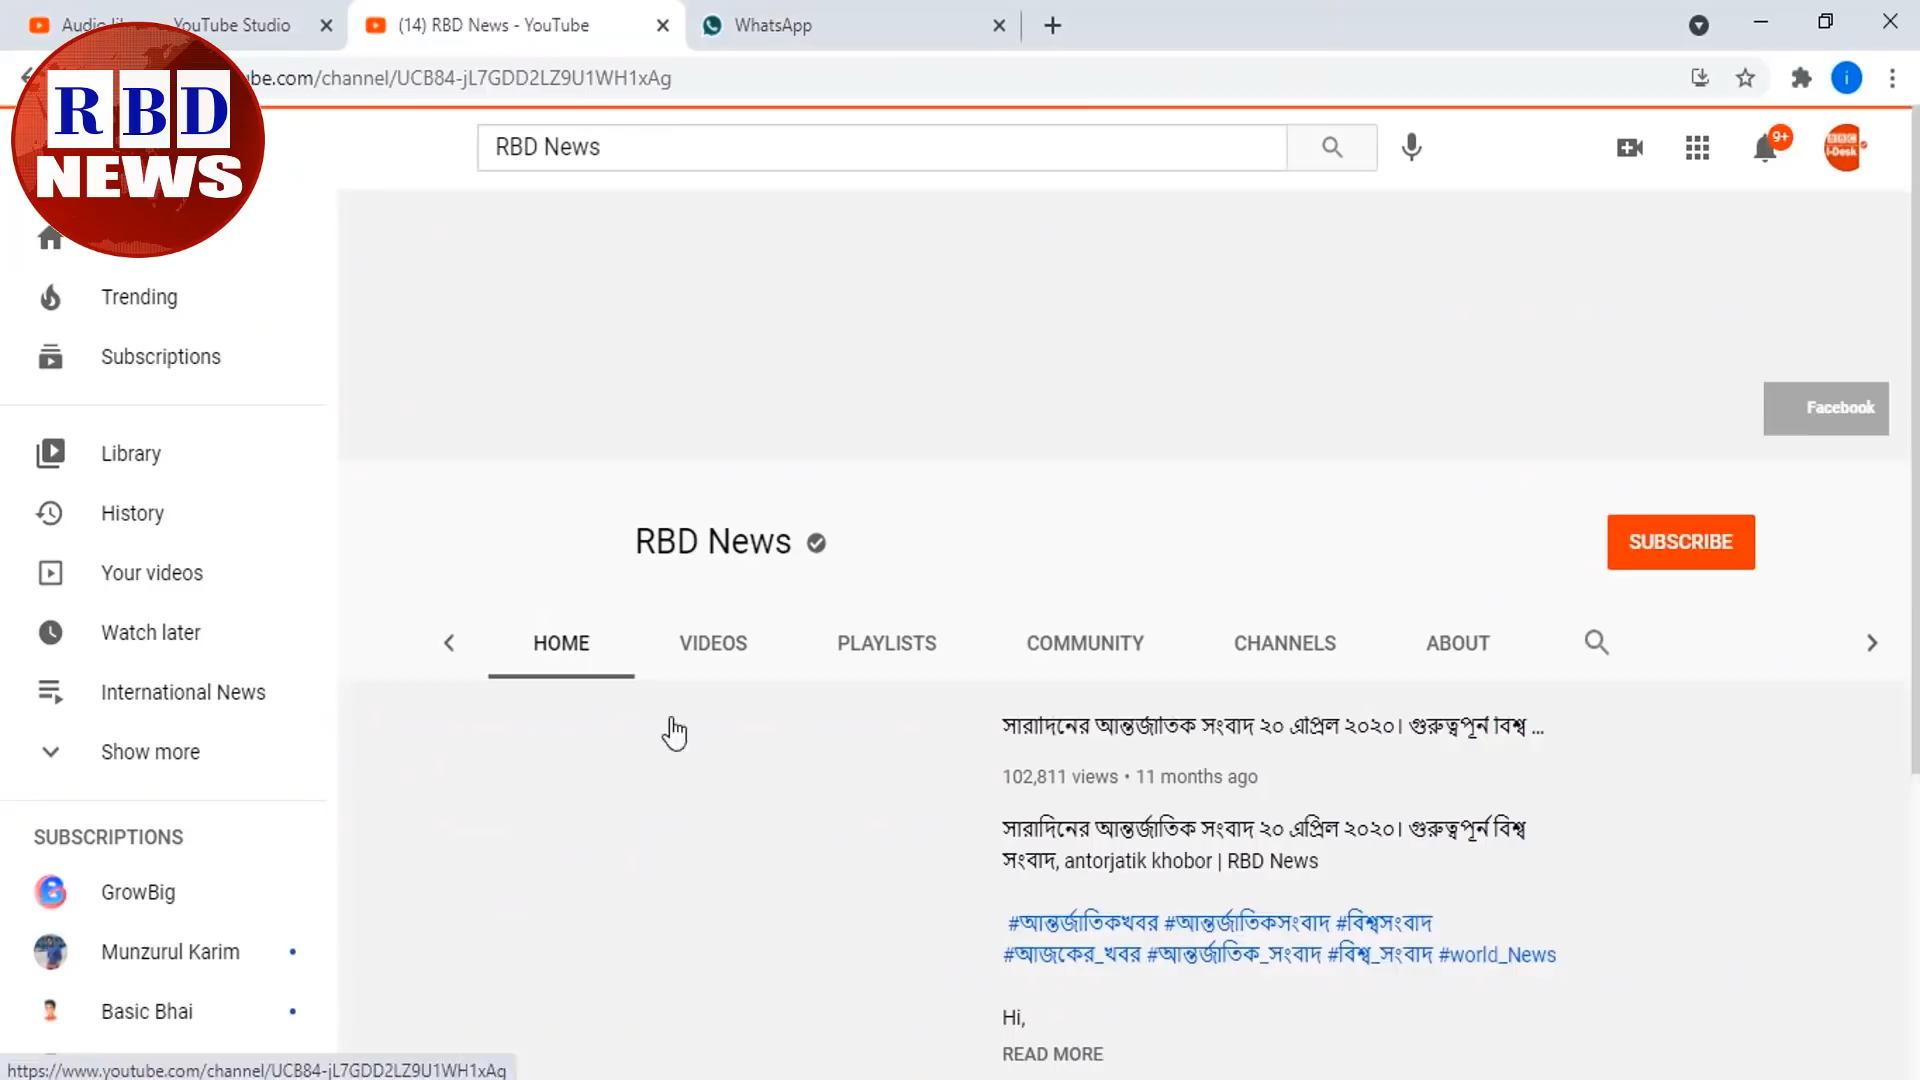 YouTube Studio
(14) RBD News - YouTube
WhatsApp
ube.com/channel/UCB84-jL7GDD2LZ9U1WH1xAg
i
RBD
NEWS
RBD News
9+
BBC
i-Desk
Trending
Subscriptions
Facebook
Library
History
RBD News
SUBSCRIBE
Your videos
Watch later
HOME
VIDEOS
PLAYLISTS
COMMUNITY
CHANNELS
ABOUT
International News
Show more
সারাদিনের আন্তর্জাতিক সংবাদ ২০ এপ্রিল ২০২০। গুরুত্বপূর্ন বিশ্ব ...
102,811 views • 11 months ago
সারাদিনের আন্তর্জাতিক সংবাদ ২০ এপ্রিল ২০২০। গুরুত্বপূর্ন বিশ্ব
সংবাদ, antorjatik khobor | RBD News
SUBSCRIPTIONS
GrowBig
Munzurul Karim
Basic Bhai
#আন্তর্জাতিকখবর #আন্তর্জাতিকসংবাদ #বিশ্বসংবাদ
#আজকের_খবর #আন্তর্জাতিক_সংবাদ #বিশ্ব_সংবাদ #world_News
Hi,
READ MORE
https://www.youtube.com/channel/UCB84-jL7GDD2LZ9U1WH1xAg